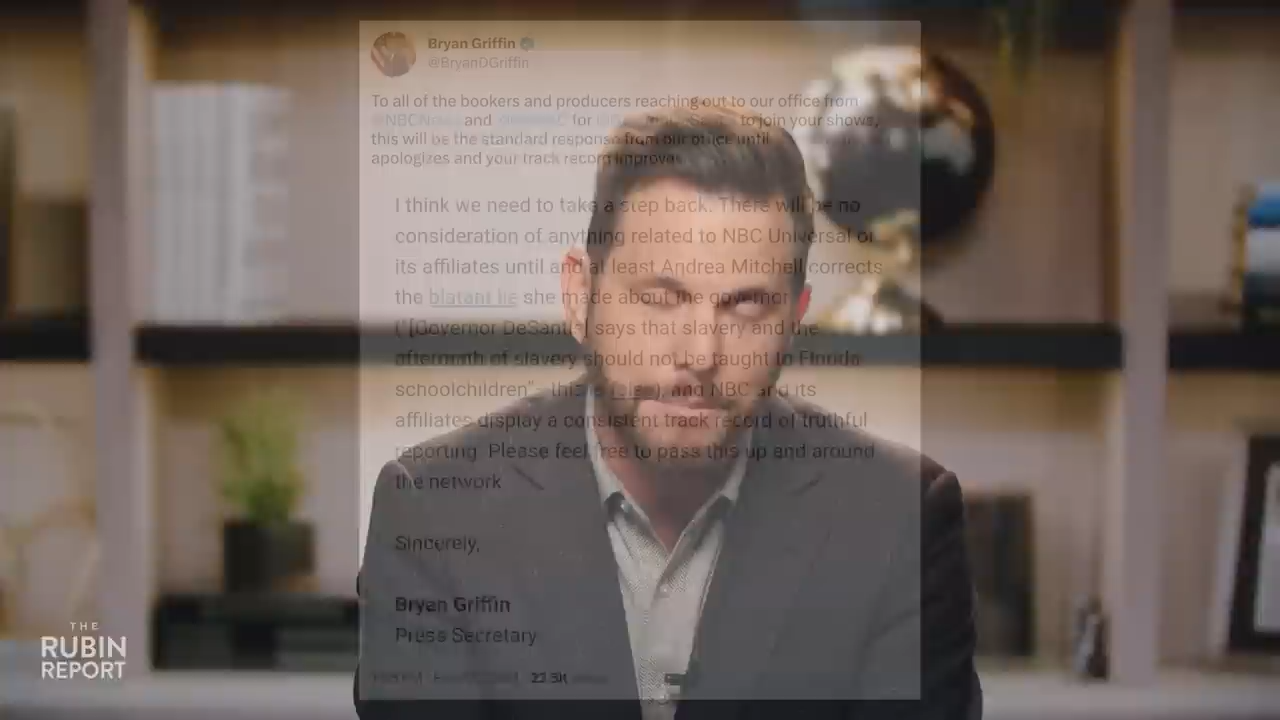 Bryan Griffin
@BryanDGriffin
To all of the bookers and producers reaching out to our office from
and for to join your shows,
this will be the standard response from our office until
apologizes and your track record improves
I think we need to take a step back. There will be no
consideration of anything related to NBC Universal or
its affiliates until and at least Andrea Mitchell corrects
the blatant lie she made about the governor
("[Governor DeSantis] says that slavery and the
aftermath of slavery should not be taught to Florida
schoolchildren" - this and NBC and its
affiliates display a consistent track record of truthful
reporting. Please feel free to pass this up and around
the network
Sincerely,
Bryan Griffin
Press Secretary
THE
RUBIN
REPORT